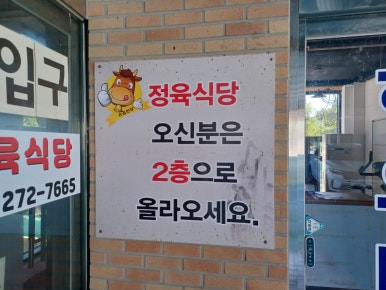 입구
육식당
272-7665
정육식당
오신분은
2층으로
올라오세요.